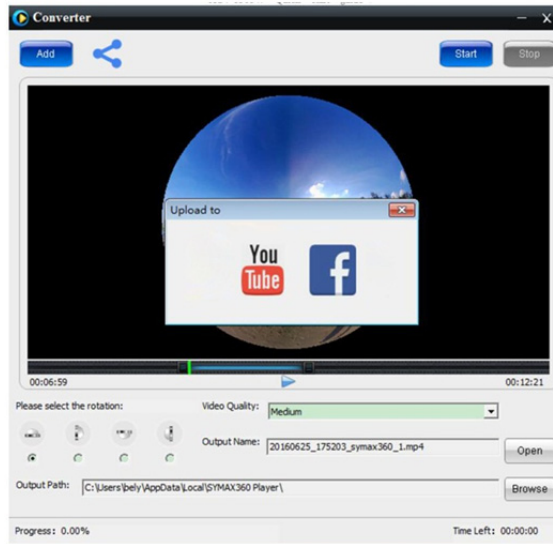 Converter
Add
Start
Stop
Upload to
You
Tube
f
00:06:59
00:12:21
Please select the rotation:
Video Quality:
Medium
Output Name:
20160625_175203_symax360_1.mp4
Open
Output Path:
C:\Users\bely\AppData\Local\SYMAX360 Player\
Browse
Progress: 0.00%
Time Left: 00:00:00